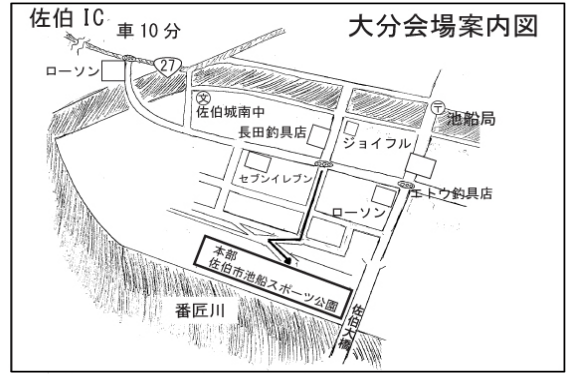 大分会場案内図
佐伯 IC
車10分
27
ローソン
文
佐伯城南中
〒
池船局
長田釣具店
ジョイフル
セブンイレブン
エトウ釣具店
ローソン
本部
佐伯市池船スポーツ公園
番匠川
佐伯大橋